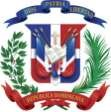 DIOS PATRIA LIBERTAD
REPUBLICA DOMINICANA